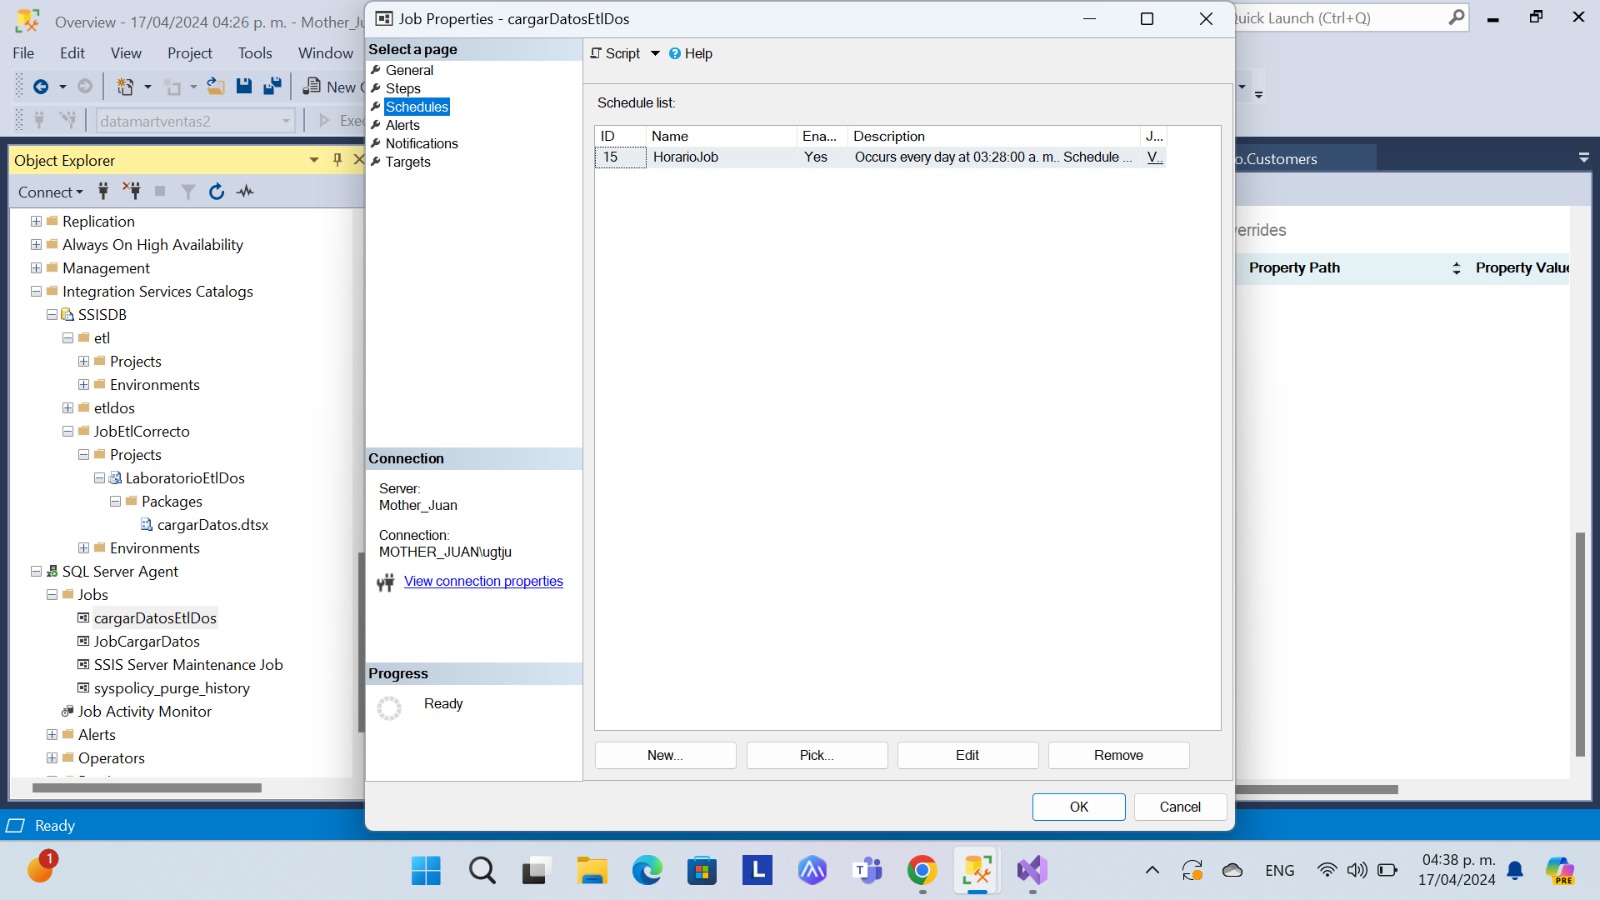 Overview - 17/04/2024 04:26 p. m. - Mother_Ju
Quick Launch (Ctrl+Q)
File Edit View Project Tools Window
New
Exe
datamartventas2
Object Explorer
Connect
Replication
Always On High Availability
Management
Integration Services Catalogs
SSISDB
etl
Projects
Environments
etldos
JobEtlCorrecto
Projects
LaboratorioEtlDos
Packages
cargarDatos.dtsx
Environments
SQL Server Agent
Jobs
cargarDatosEtlDos
JobCargarDatos
SSIS Server Maintenance Job
syspolicy_purge_history
Job Activity Monitor
Alerts
Operators
Job Properties - cargarDatosEtlDos
Select a page
General
Steps
Schedules
Alerts
Notifications
Targets
Connection
Server:
Mother_Juan
Connection:
MOTHER_JUAN\ugtju
View connection properties
Progress
Ready
Script Help
Schedule list:
ID Name Ena... Description J...
15 HorarioJob Yes Occurs every day at 03:28:00 a. m.. Schedule ... V..
New... Pick... Edit Remove
OK Cancel
o.Customers
verrides
Property Path Property Value
Ready
1
L
T
ENG
04:38 p. m.
17/04/2024
PRE